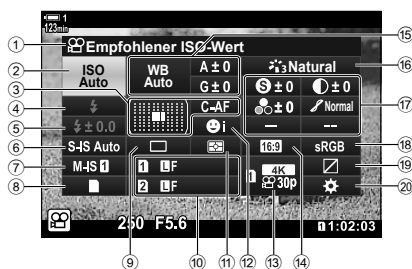 1
123min
① Empfohlener ISO-Wert ⑮
② ISO Auto WB Auto A±0 G±0 3 Natural ⑯
③ C-AF S ±0 ±0 ⑰
④ ±0 Normal
⑤ ±0.0 i – –
⑥ S-IS Auto 16:9 sRGB ⑱
⑦ M-IS 1 1 LF 1 4K 30p ⑲
⑧ 2 LF ⑳
250 F5.6 1 1:02:03
⑨ ⑩ ⑪ ⑫ ⑬ ⑭